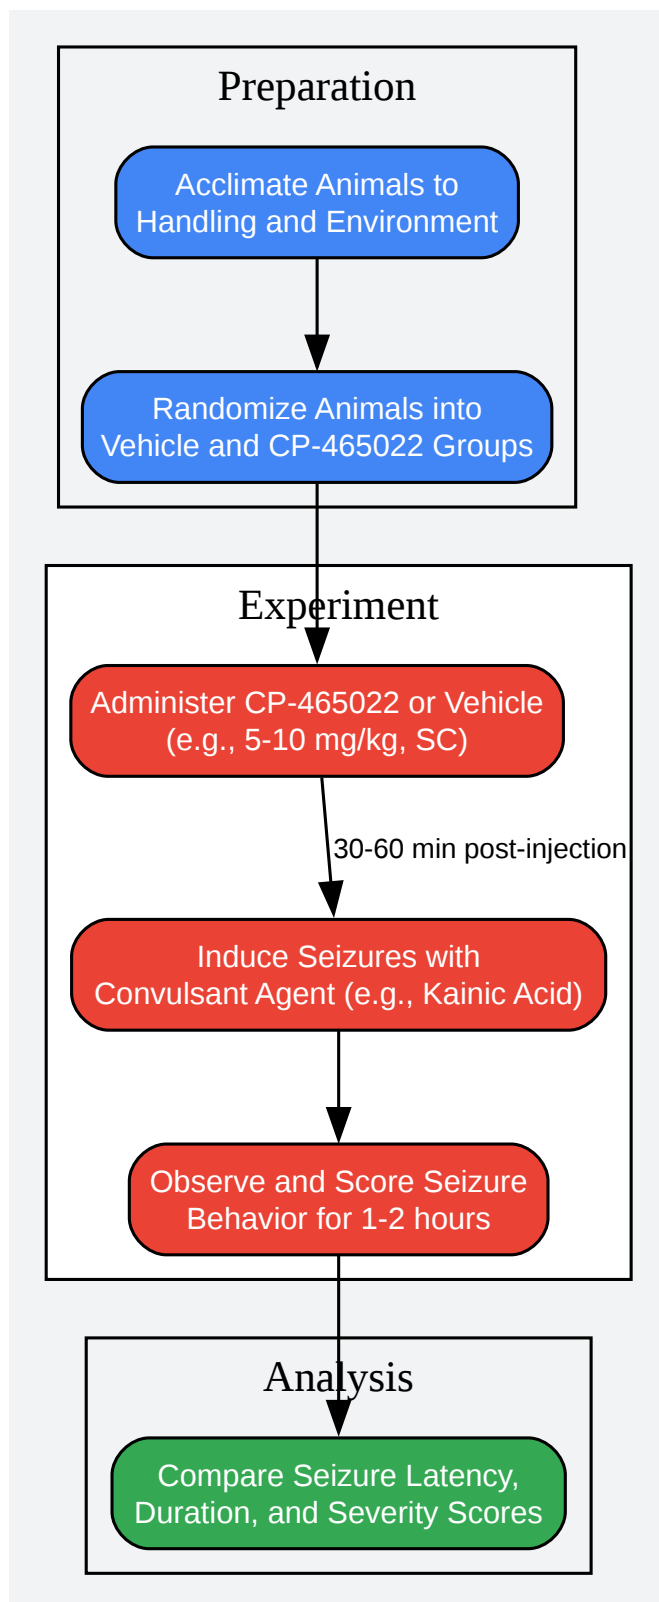 Preparation
Acclimate Animals to
Handling and Environment
Randomize Animals into
Vehicle and CP-465022 Groups
Experiment
Administer CP-465022 or Vehicle
(e.g., 5-10 mg/kg, SC)
30-60 min post-injection
Induce Seizures with
Convulsant Agent (e.g., Kainic Acid)
Observe and Score Seizure
Behavior for 1-2 hours
Analysis
Compare Seizure Latency,
Duration, and Severity Scores